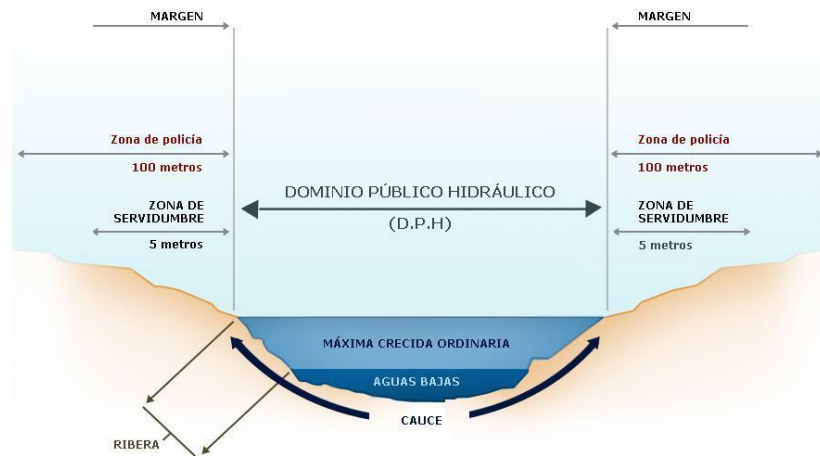 MARGEN
MARGEN
Zona de policía
100 metros
Zona de policía
100 metros
ZONA DE
SERVIDUMBRE
5 metros
DOMINIO PÚBLICO HIDRÁULICO
(D.P.H)
ZONA DE
SERVIDUMBRE
5 metros
MÁXIMA CRECIDA ORDINARIA
AGUAS BAJAS
CAUCE
RIBERA